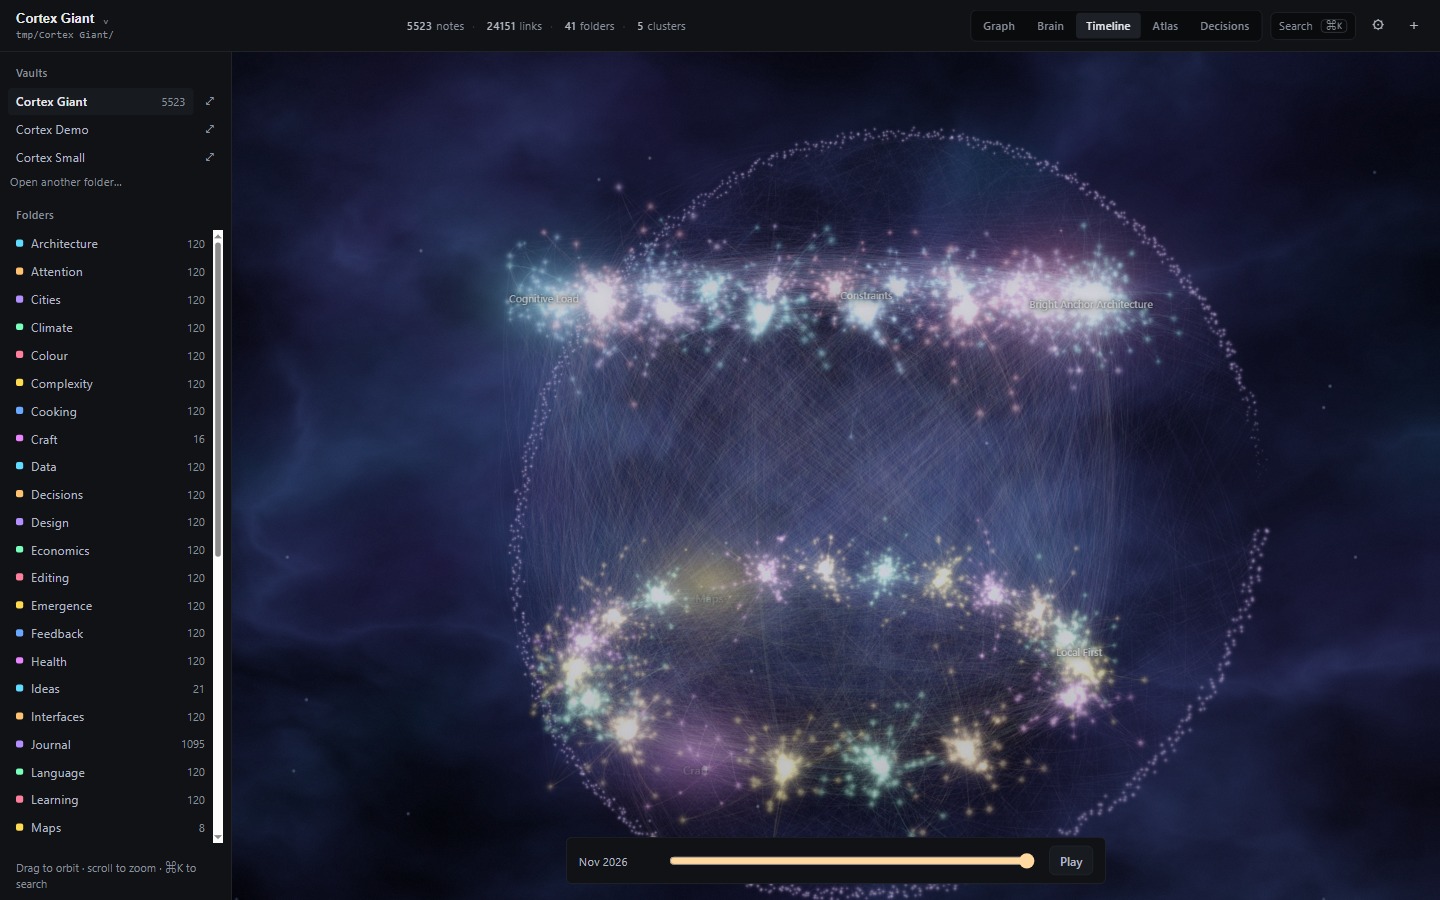 Cortex Giant
tmp/Cortex Giant/
5523 notes · 24151 links · 41 folders · 5 clusters
Graph Brain Timeline Atlas Decisions
Search ⌘K
Vaults
Cortex Giant 5523
Cortex Demo
Cortex Small
Open another folder...
Folders
Architecture 120
Attention 120
Cities 120
Climate 120
Colour 120
Complexity 120
Cooking 120
Craft 16
Data 120
Decisions 120
Design 120
Economics 120
Editing 120
Emergence 120
Feedback 120
Health 120
Ideas 21
Interfaces 120
Journal 1095
Language 120
Learning 120
Maps 8
Drag to orbit · scroll to zoom · ⌘K to
search
Cognitive Load
Constraints
Bright Anchor Architecture
Maps
Local First
Craft
Nov 2026
Play